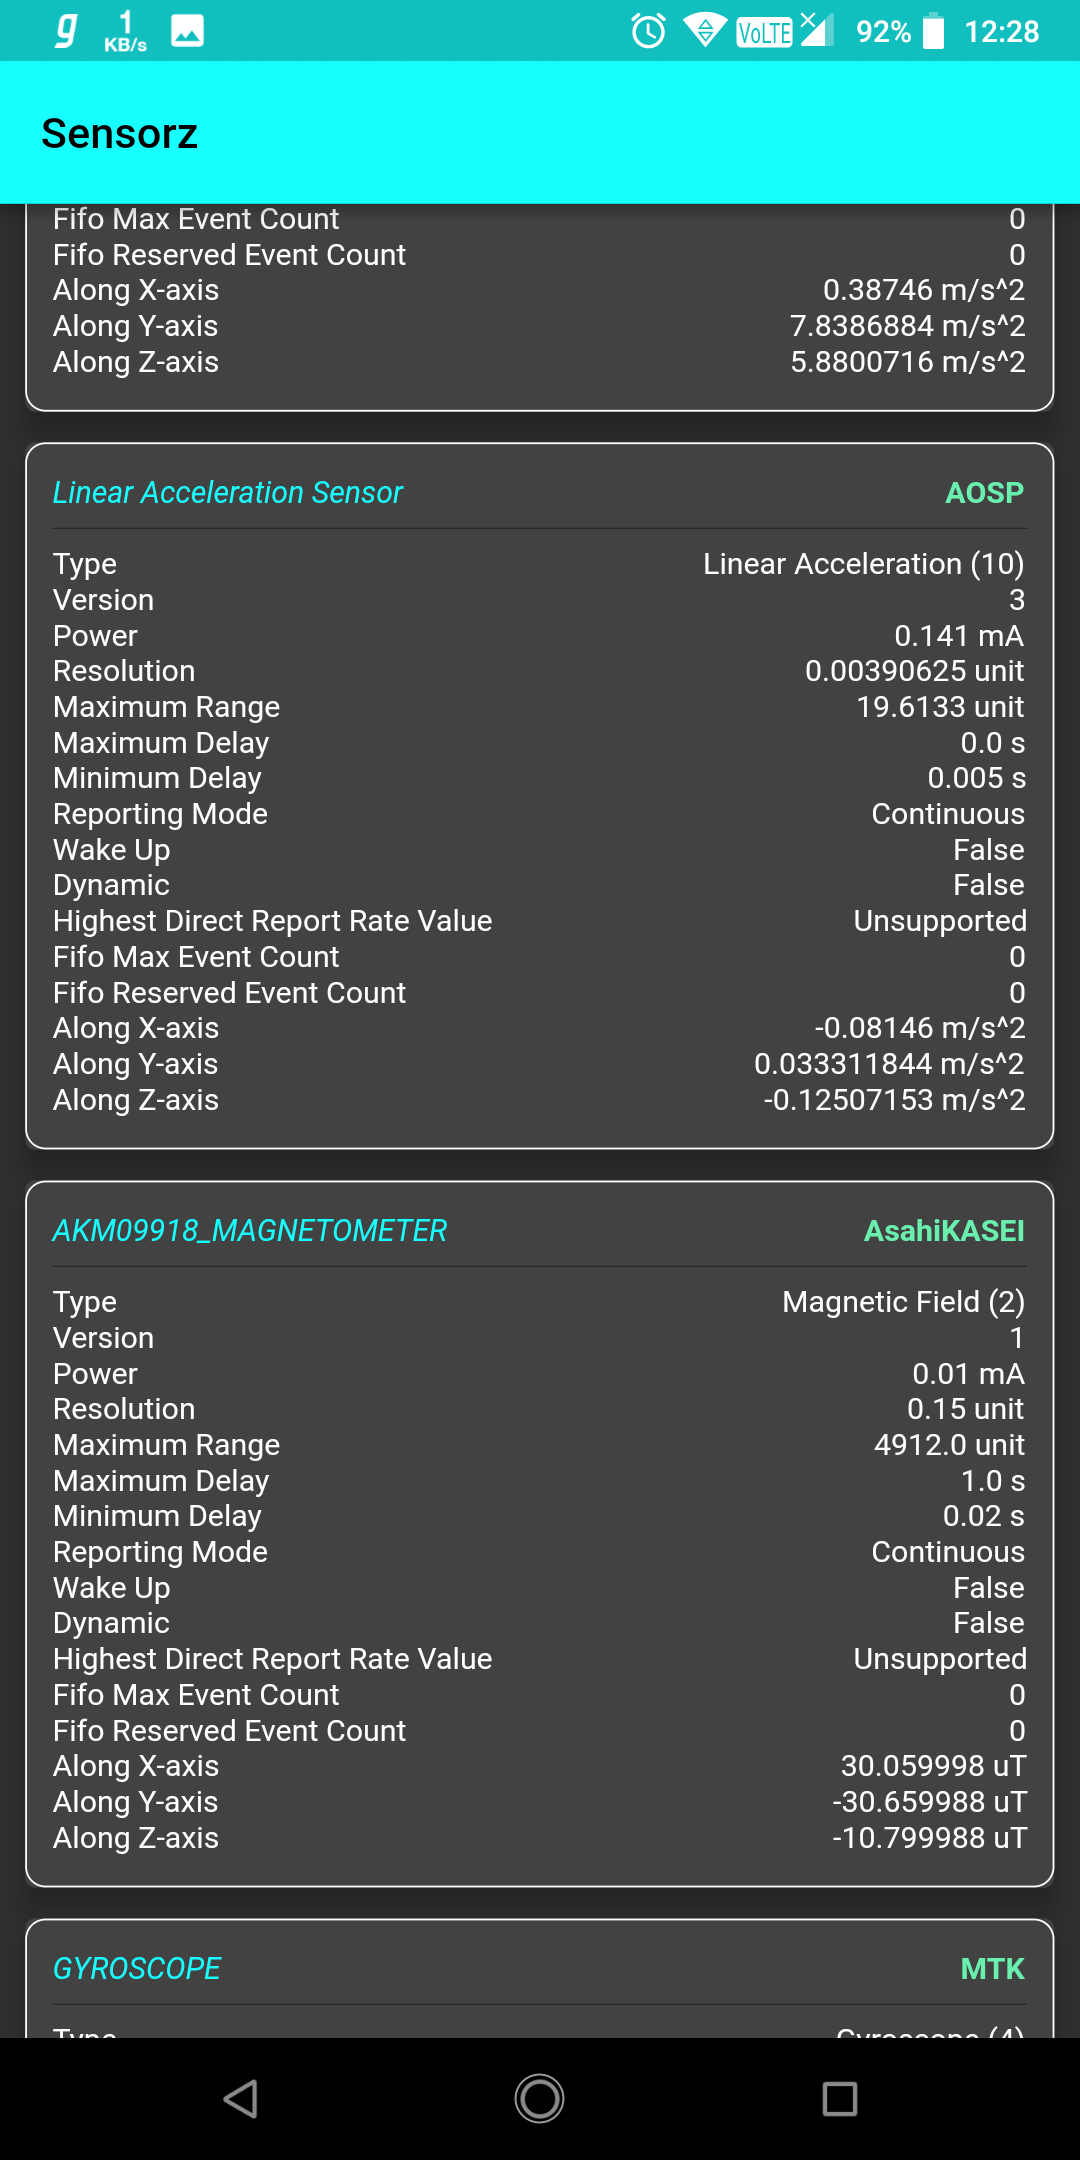 g 1 KB/s VoLTE 92% 12:28
Sensorz
Fifo Max Event Count 0
Fifo Reserved Event Count 0
Along X-axis 0.38746 m/s^2
Along Y-axis 7.8386884 m/s^2
Along Z-axis 5.8800716 m/s^2
Linear Acceleration Sensor AOSP
Type Linear Acceleration (10)
Version 3
Power 0.141 mA
Resolution 0.00390625 unit
Maximum Range 19.6133 unit
Maximum Delay 0.0 s
Minimum Delay 0.005 s
Reporting Mode Continuous
Wake Up False
Dynamic False
Highest Direct Report Rate Value Unsupported
Fifo Max Event Count 0
Fifo Reserved Event Count 0
Along X-axis -0.08146 m/s^2
Along Y-axis 0.033311844 m/s^2
Along Z-axis -0.12507153 m/s^2
AKM09918_MAGNETOMETER AsahiKASEI
Type Magnetic Field (2)
Version 1
Power 0.01 mA
Resolution 0.15 unit
Maximum Range 4912.0 unit
Maximum Delay 1.0 s
Minimum Delay 0.02 s
Reporting Mode Continuous
Wake Up False
Dynamic False
Highest Direct Report Rate Value Unsupported
Fifo Max Event Count 0
Fifo Reserved Event Count 0
Along X-axis 30.059998 uT
Along Y-axis -30.659988 uT
Along Z-axis -10.799988 uT
GYROSCOPE MTK
Type Gyroscope (4)